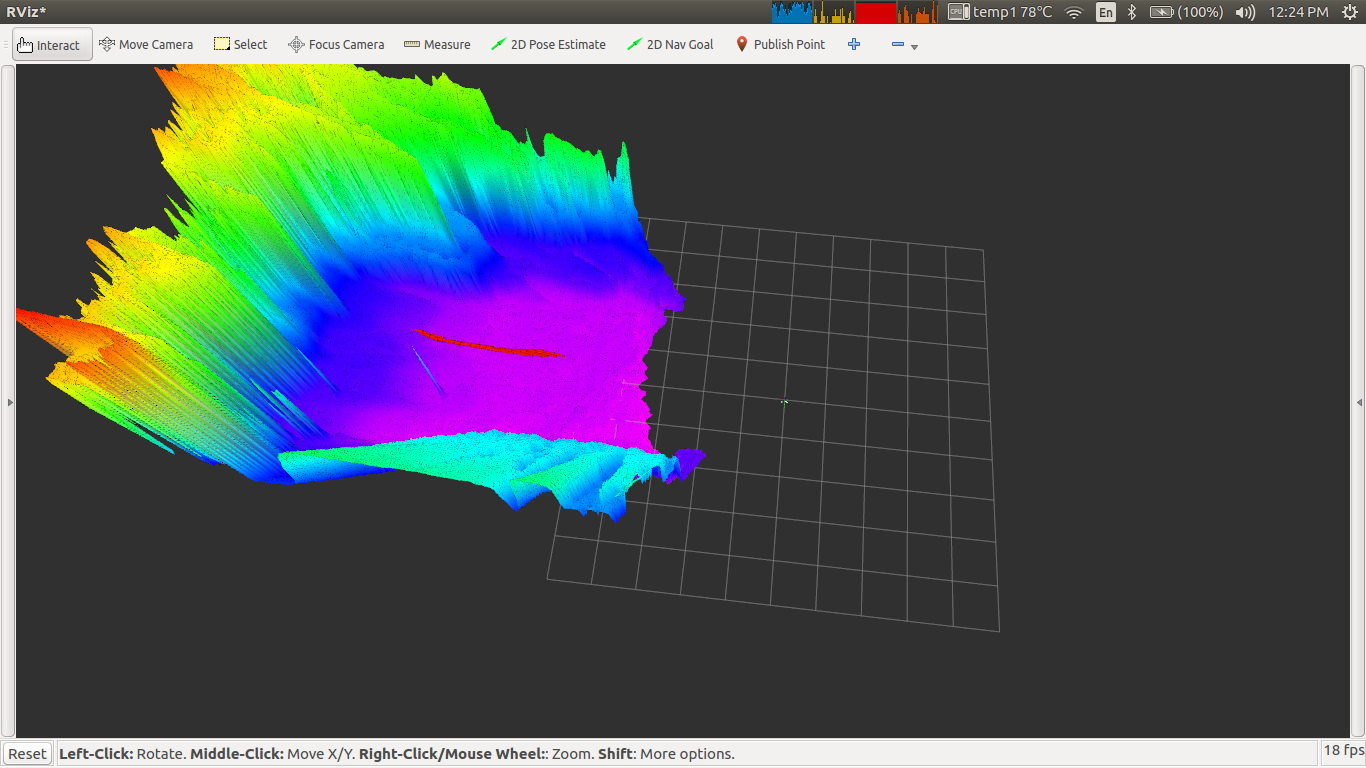 RViz*
CPU temp1 78°C En (100%) 12:24 PM
Interact Move Camera Select Focus Camera Measure 2D Pose Estimate 2D Nav Goal Publish Point
Reset Left-Click: Rotate. Middle-Click: Move X/Y. Right-Click/Mouse Wheel:: Zoom. Shift: More options. 18 fps